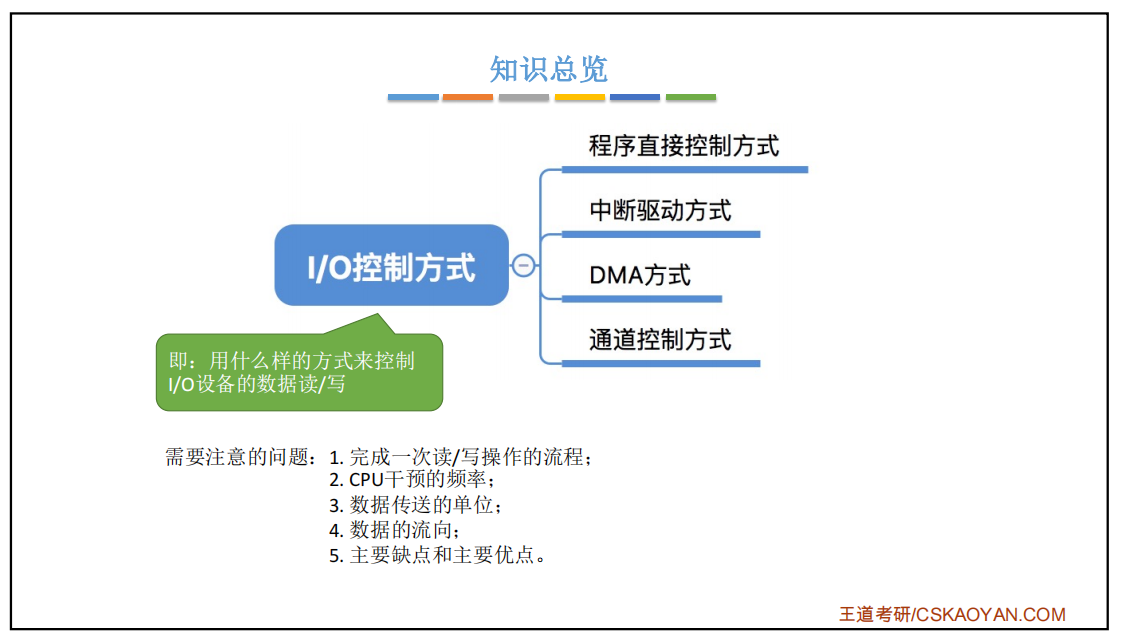 知识总览
程序直接控制方式
中断驱动方式
I/O控制方式
DMA方式
通道控制方式
即：用什么样的方式来控制
I/O设备的数据读/写
需要注意的问题：1. 完成一次读/写操作的流程；
2. CPU干预的频率；
3. 数据传送的单位；
4. 数据的流向；
5. 主要缺点和主要优点。
王道考研/CSKAOYAN.COM